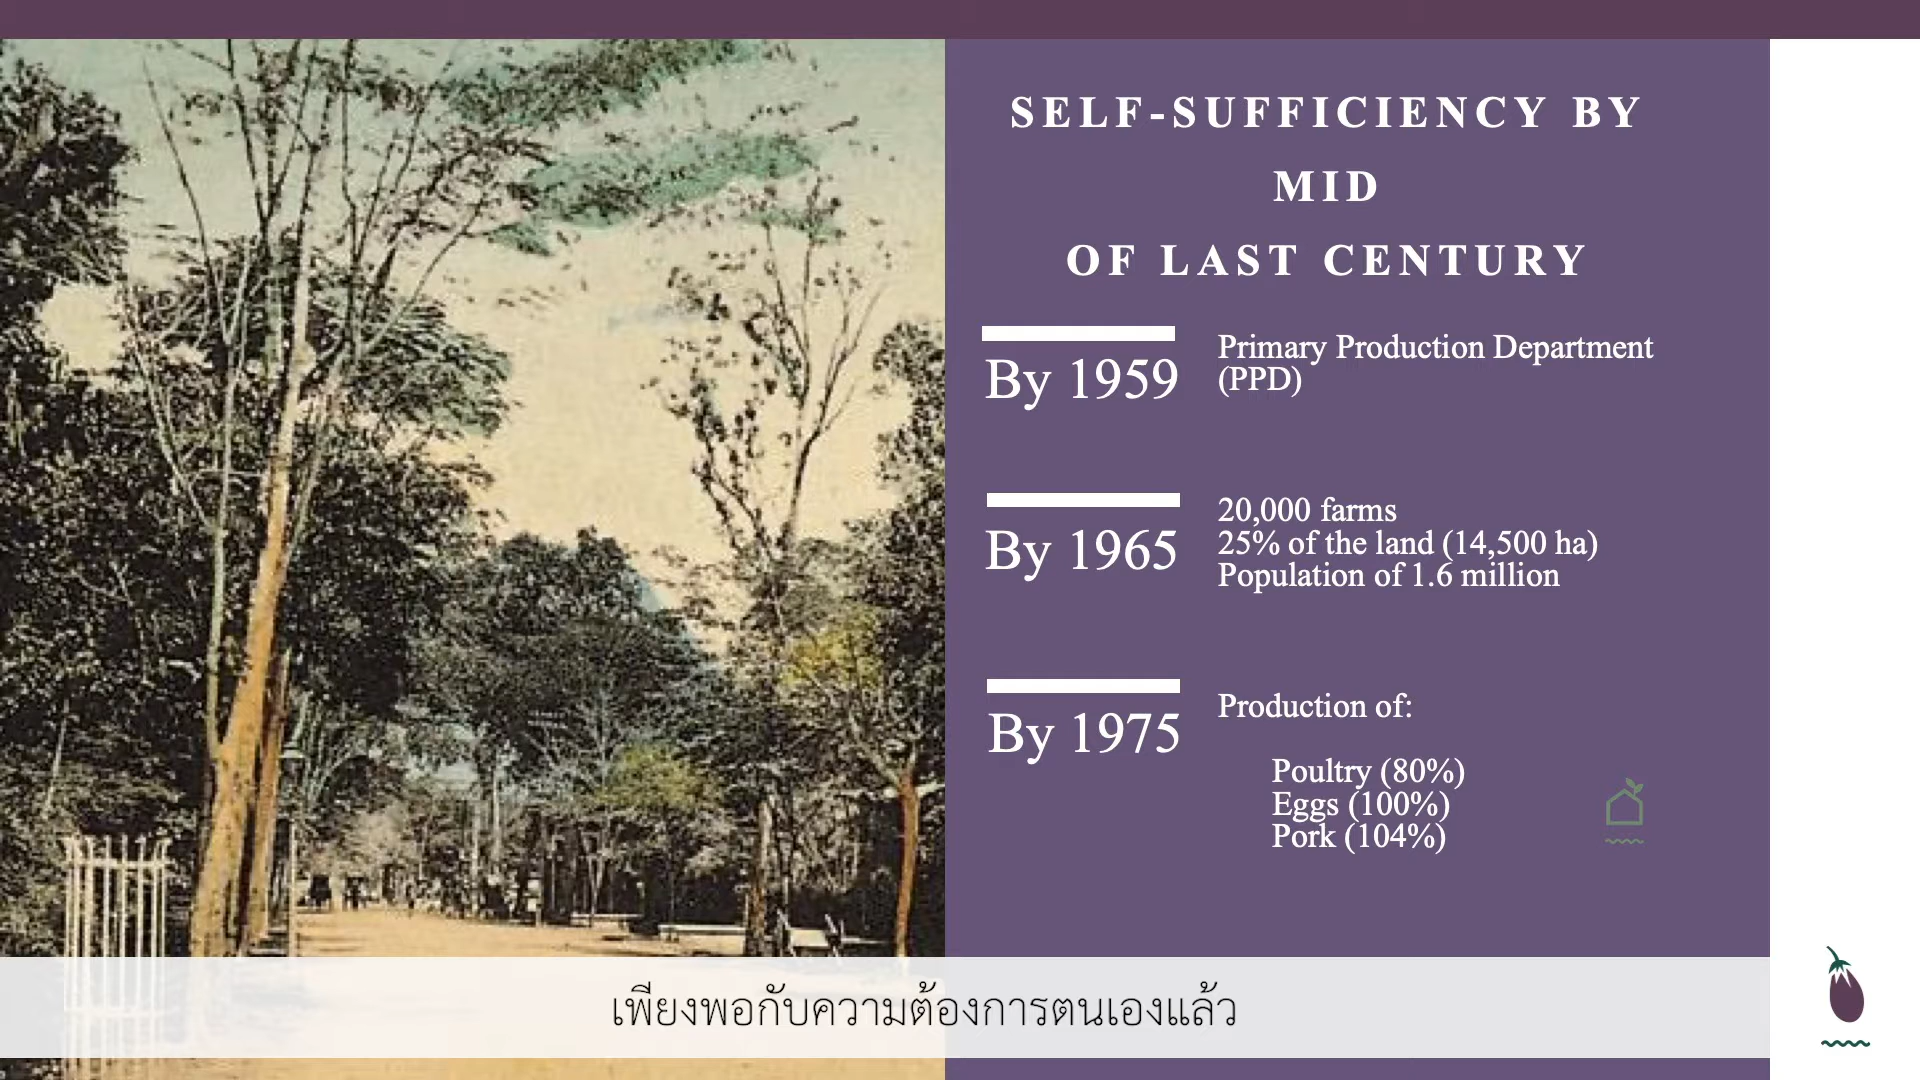 SELF-SUFFICIENCY BY
MID
OF LAST CENTURY
By 1959
Primary Production Department
(PPD)
By 1965
20,000 farms
25% of the land (14,500 ha)
Population of 1.6 million
By 1975
Production of:
Poultry (80%)
Eggs (100%)
Pork (104%)
เพียงพอกับความต้องการตนเองแล้ว